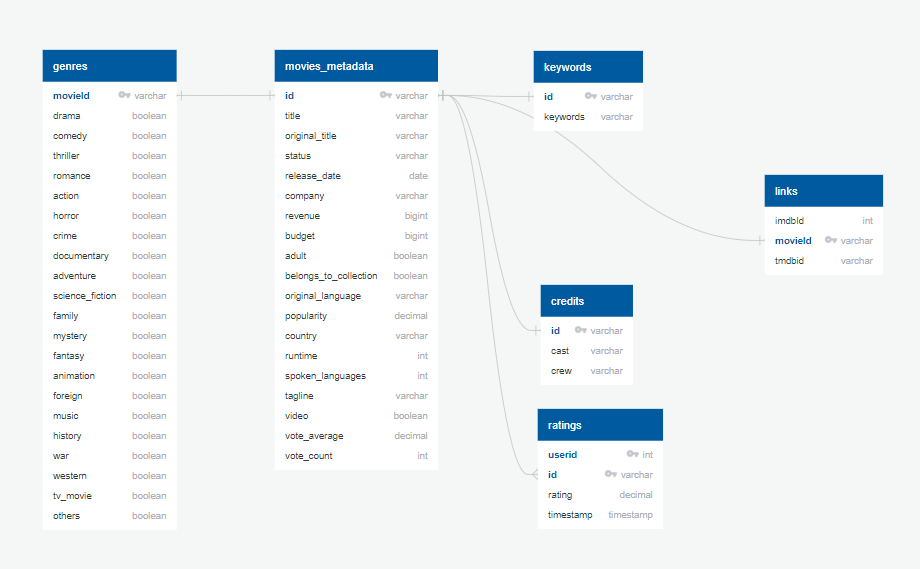 genres
movieId varchar
drama boolean
comedy boolean
thriller boolean
romance boolean
action boolean
horror boolean
crime boolean
documentary boolean
adventure boolean
science_fiction boolean
family boolean
mystery boolean
fantasy boolean
animation boolean
foreign boolean
music boolean
history boolean
war boolean
western boolean
tv_movie boolean
others boolean
movies_metadata
id varchar
title varchar
original_title varchar
status varchar
release_date date
company varchar
revenue bigint
budget bigint
adult boolean
belongs_to_collection boolean
original_language varchar
popularity decimal
country varchar
runtime int
spoken_languages int
tagline varchar
video boolean
vote_average decimal
vote_count int
keywords
id varchar
keywords varchar
links
imdbId int
movieId varchar
tmdbid varchar
credits
id varchar
cast varchar
crew varchar
ratings
userid int
id varchar
rating decimal
timestamp timestamp